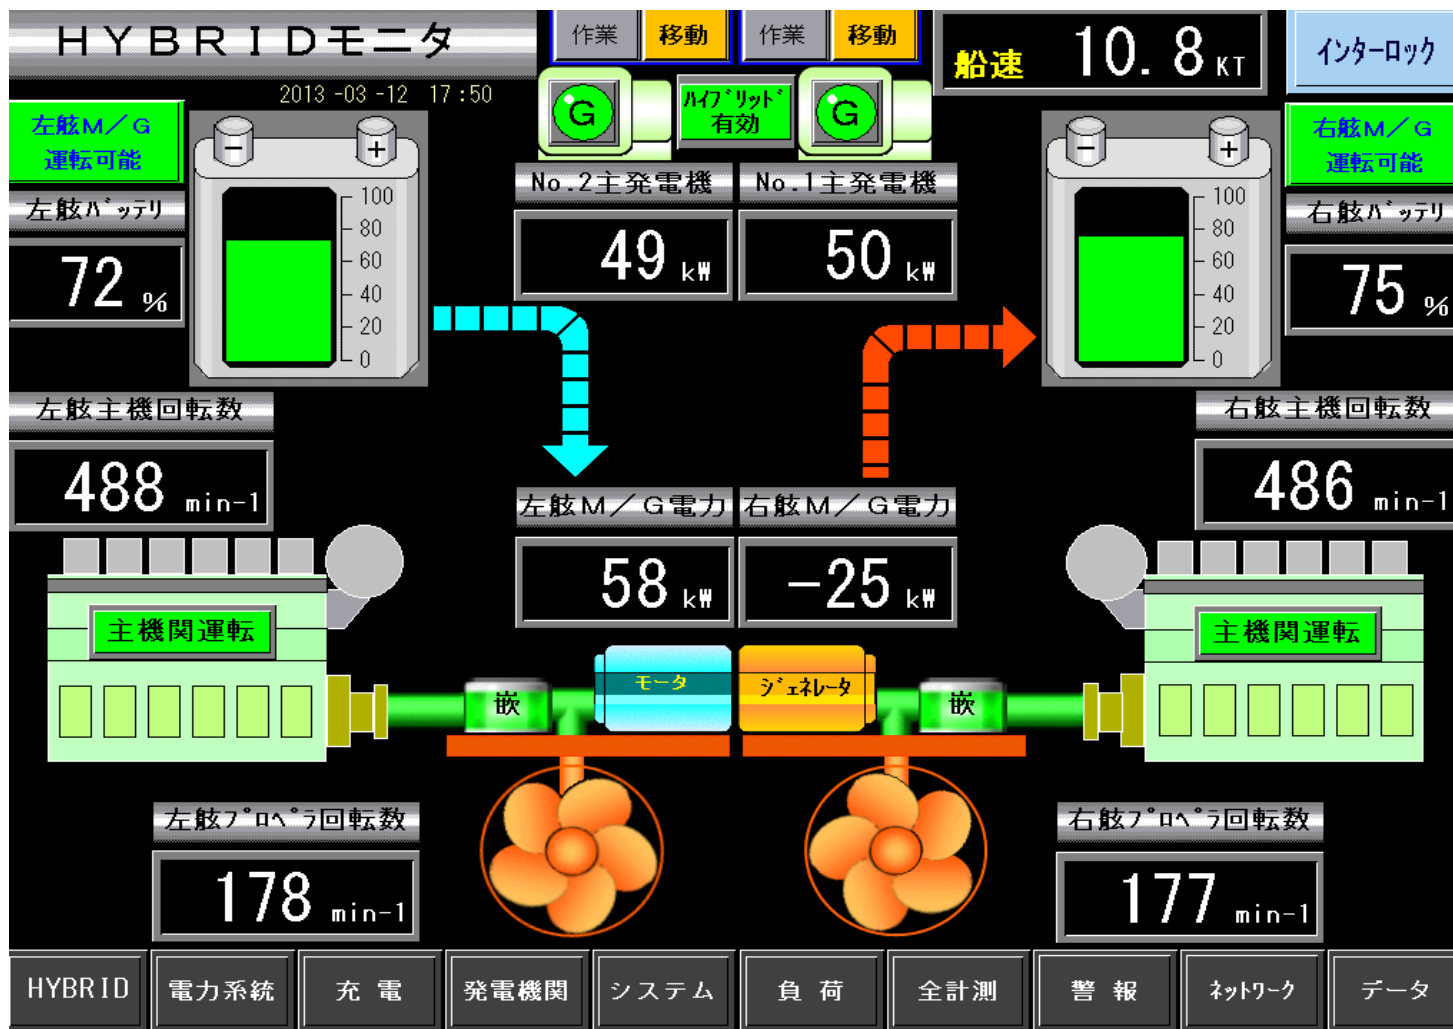 HYBRIDモニタ
作業 移動 作業 移動
船速 10.8 KT
インターロック
2013-03-12 17:50
左舷M/G
運転可能
G
ハイブリッド
有効
G
右舷M/G
運転可能
左舷バッテリ
72 %
- +
100
80
60
40
20
0
No.2主発電機
49 kW
No.1主発電機
50 kW
- +
100
80
60
40
20
0
右舷バッテリ
75 %
左舷主機回転数
488 min-1
右舷主機回転数
486 min-1
左舷M/G電力
58 kW
右舷M/G電力
-25 kW
主機関運転
主機関運転
嵌
モータ
ジェネレータ
嵌
左舷プロペラ回転数
178 min-1
右舷プロペラ回転数
177 min-1
HYBRID 電力系統 充電 発電機関 システム 負荷 全計測 警報 ネットワーク データ